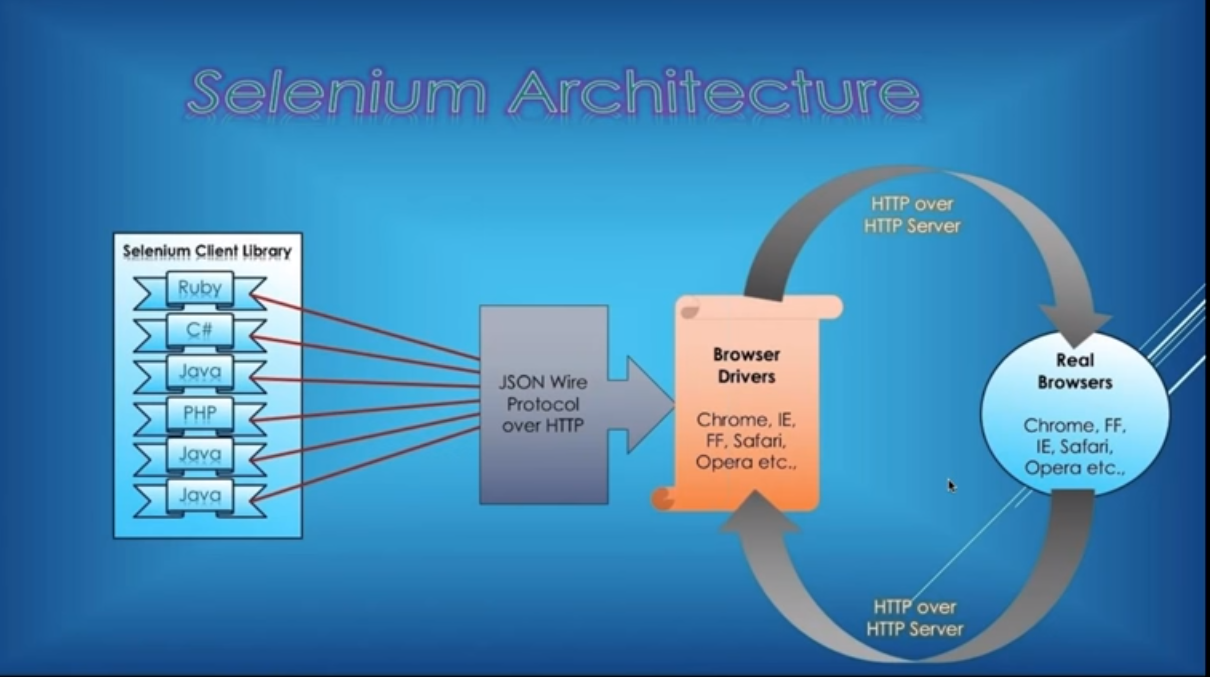 Selenium Architecture
Selenium Client Library
Ruby
C#
Java
PHP
Java
Java
JSON Wire
Protocol
over HTTP
Browser
Drivers
Chrome, IE,
FF, Safari,
Opera etc.,
HTTP over
HTTP Server
Real
Browsers
Chrome, FF,
IE, Safari,
Opera etc.,
HTTP over
HTTP Server